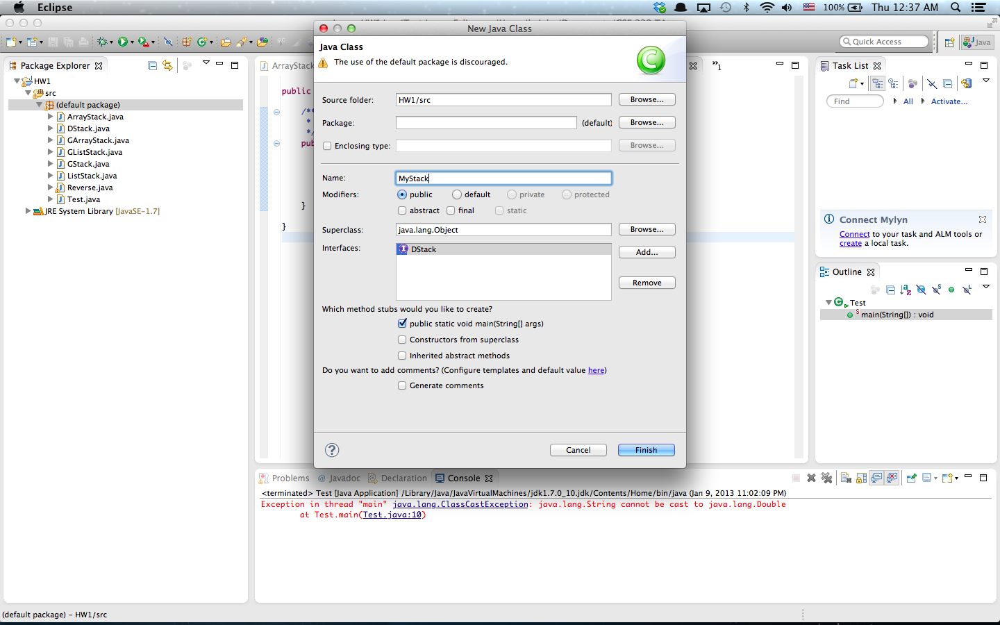 Eclipse
100%
Thu 12:37 AM
New Java Class
Quick Access
Java
Package Explorer
HW1
src
(default package)
ArrayStack.java
DStack.java
GArrayStack.java
GListStack.java
GStack.java
ListStack.java
Reverse.java
Test.java
JRE System Library [JavaSE-1.7]
ArrayStack
public
/**
*
*/
pub
}
}
Java Class
The use of the default package is discouraged.
Source folder:
HW1/src
Browse...
Package:
(default)
Browse...
Enclosing type:
Browse...
Name:
MyStack
Modifiers:
public
default
private
protected
abstract
final
static
Superclass:
java.lang.Object
Browse...
Interfaces:
DStack
Add...
Remove
Which method stubs would you like to create?
public static void main(String[] args)
Constructors from superclass
Inherited abstract methods
Do you want to add comments? (Configure templates and default value here)
Generate comments
Cancel
Finish
»1
Task List
Find
All
Activate...
Connect Mylyn
Connect to your task and ALM tools or
create a local task.
Outline
Test
main(String[]) : void
Problems
@ Javadoc
Declaration
Console
<terminated> Test [Java Application] /Library/Java/JavaVirtualMachines/jdk1.7.0_10.jdk/Contents/Home/bin/java (Jan 9, 2013 11:02:09 PM)
Exception in thread "main" java.lang.ClassCastException: java.lang.String cannot be cast to java.lang.Double
at Test.main(Test.java:10)
(default package) - HW1/src